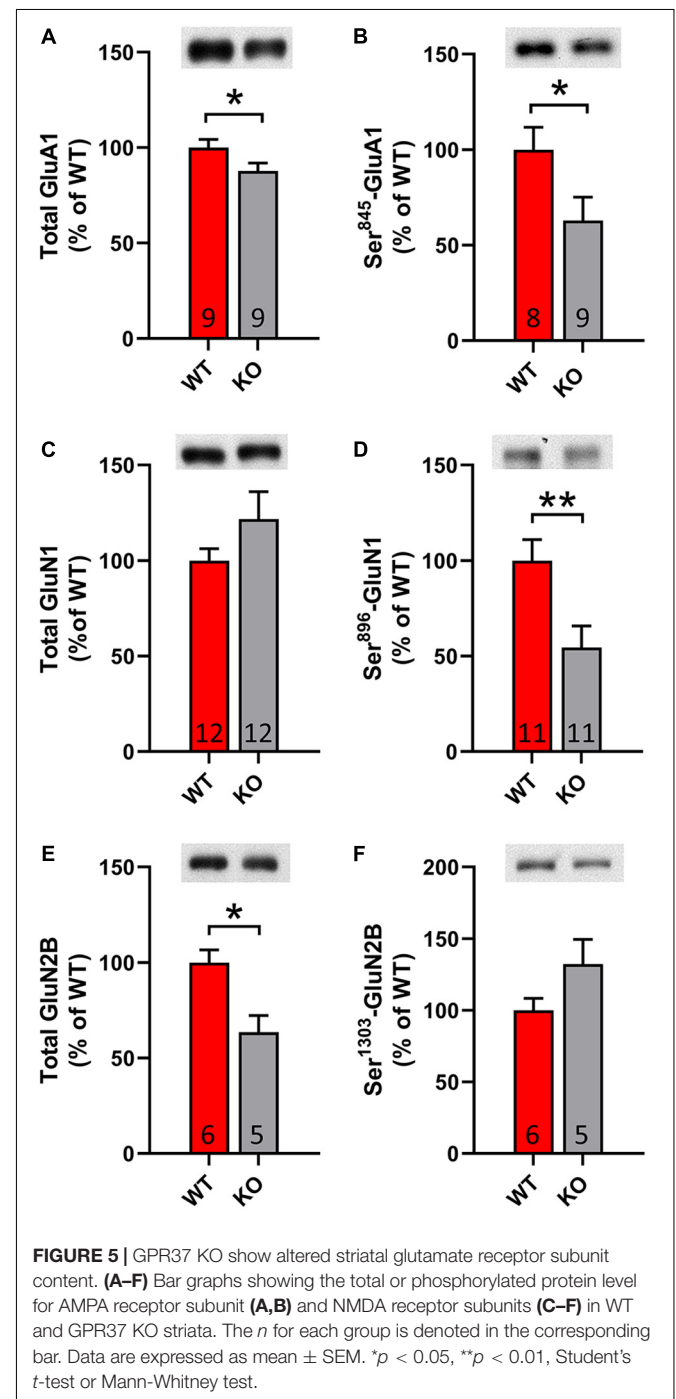 A
Total GluA1
(% of WT)
150
100
50
0
*
9 9
WT KO
B
Ser⁸⁴⁵-GluA1
(% of WT)
150
100
50
0
*
8 9
WT KO
C
Total GluN1
(%of WT)
150
100
50
0
12 12
WT KO
D
Ser⁸⁹⁶-GluN1
(% of WT)
150
100
50
0
**
11 11
WT KO
E
Total GluN2B
(% of WT)
150
100
50
0
*
6 5
WT KO
F
Ser¹³⁰³-GluN2B
(% of WT)
200
150
100
50
0
6 5
WT KO
FIGURE 5 | GPR37 KO show altered striatal glutamate receptor subunit
content. (A–F) Bar graphs showing the total or phosphorylated protein level
for AMPA receptor subunit (A,B) and NMDA receptor subunits (C–F) in WT
and GPR37 KO striata. The n for each group is denoted in the corresponding
bar. Data are expressed as mean ± SEM. *p < 0.05, **p < 0.01, Student's
t-test or Mann-Whitney test.